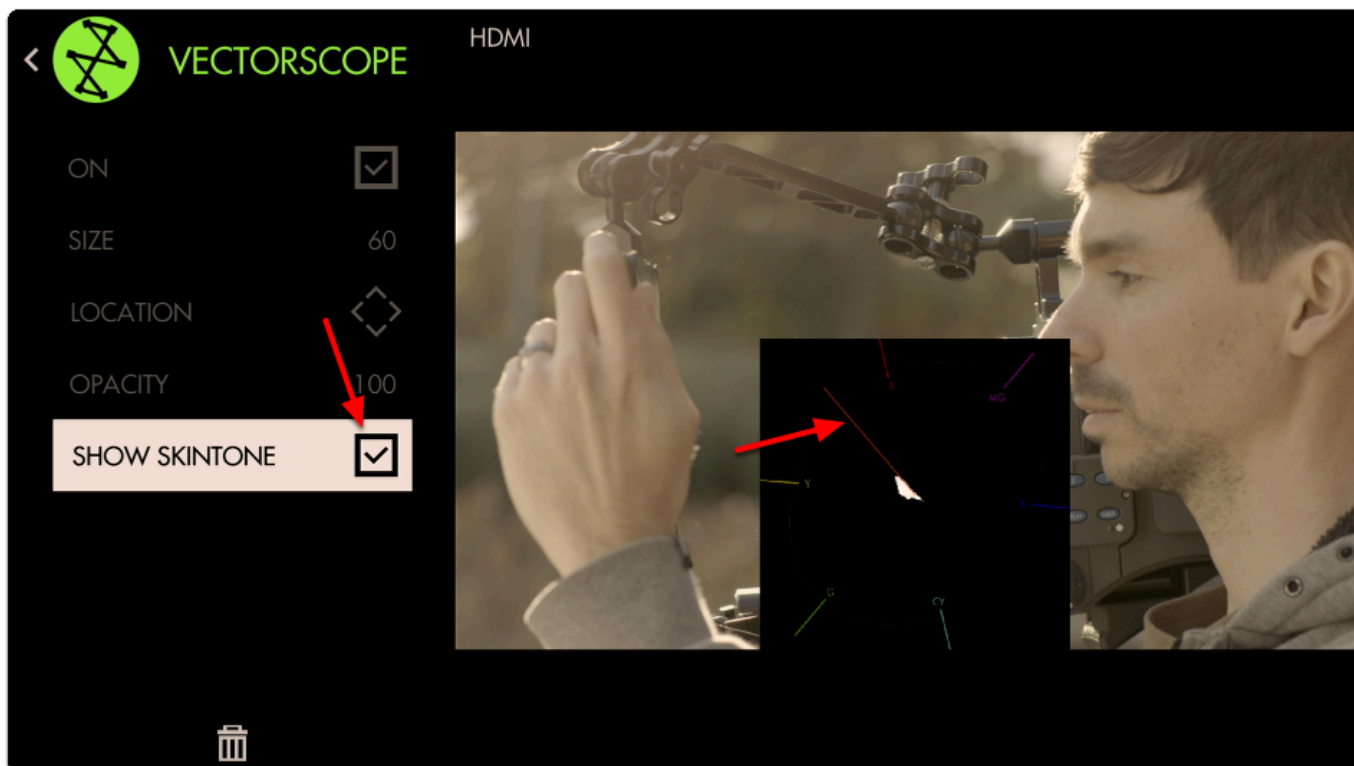 VECTORSCOPE
HDMI
ON
SIZE 60
LOCATION
OPACITY 100
SHOW SKINTONE
MG
Y
G
CY